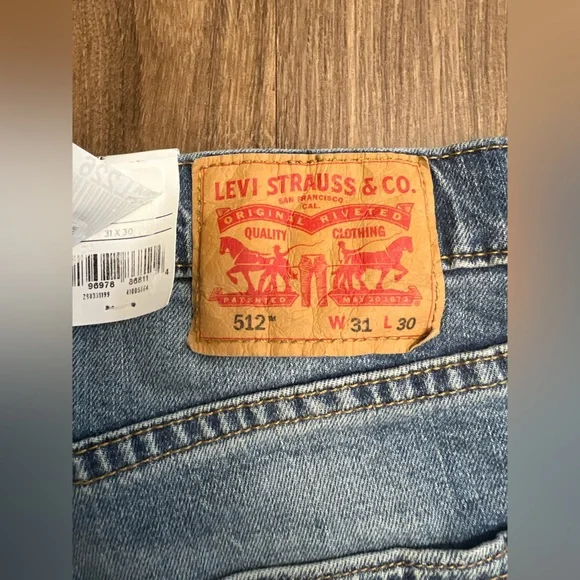 LEVI STRAUSS & CO.
SAN FRANCISCO
CAL.
ORIGINAL RIVETED
QUALITY CLOTHING
PATENTED MAY 20 1873
512™ W 31 L 30
31 X 30
96978